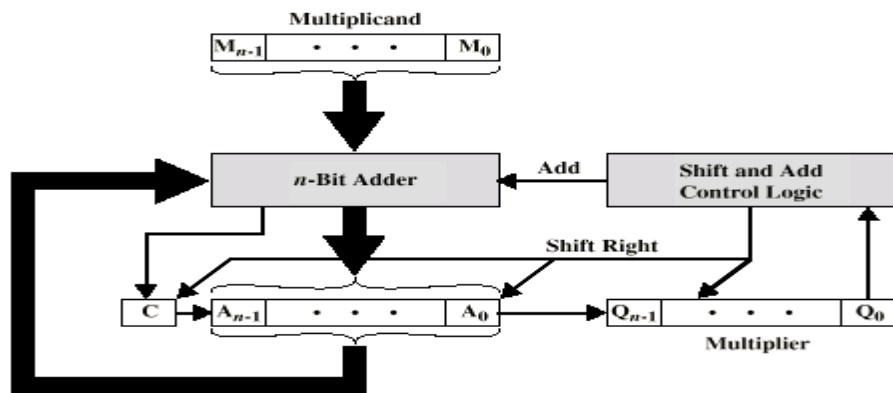 Multiplicand
Mn-1 • • • M0
n-Bit Adder
Add
Shift and Add
Control Logic
Shift Right
C
An-1 • • • A0
Qn-1 • • • Q0
Multiplier